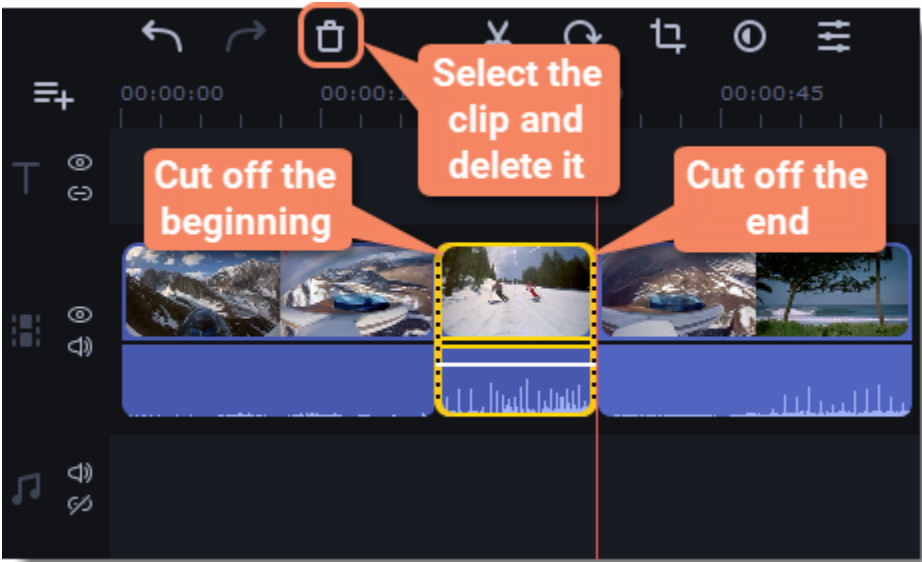 Select the
clip and
delete it
00:00:00
00:00:1
00:00:45
Cut off the
beginning
Cut off the
end